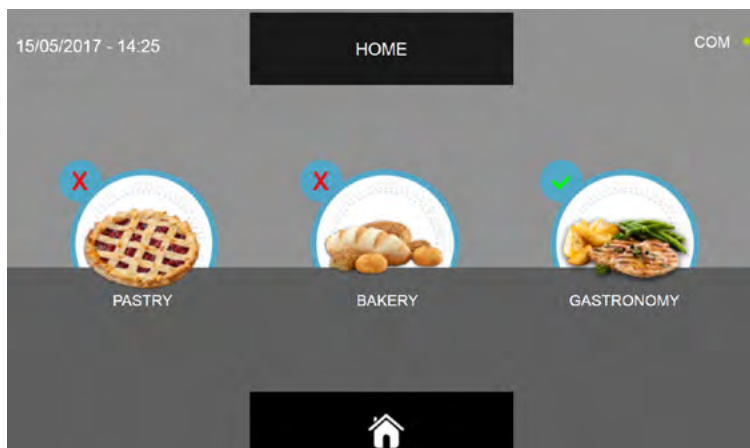 15/05/2017 - 14:25
HOME
COM
PASTRY
BAKERY
GASTRONOMY